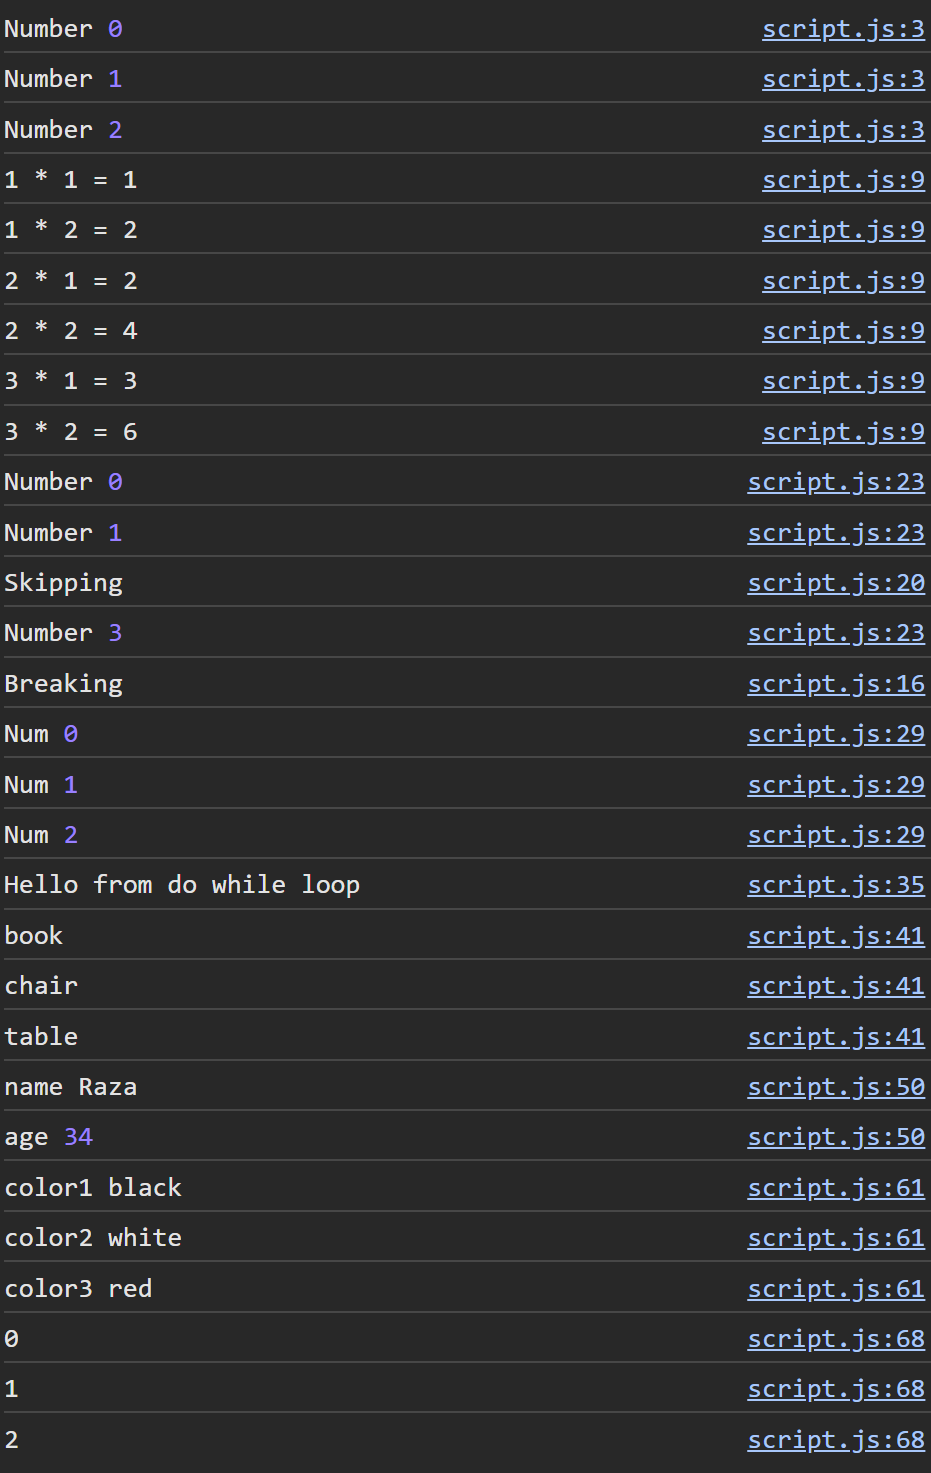 Number 0 script.js:3
Number 1 script.js:3
Number 2 script.js:3
1 * 1 = 1 script.js:9
1 * 2 = 2 script.js:9
2 * 1 = 2 script.js:9
2 * 2 = 4 script.js:9
3 * 1 = 3 script.js:9
3 * 2 = 6 script.js:9
Number 0 script.js:23
Number 1 script.js:23
Skipping script.js:20
Number 3 script.js:23
Breaking script.js:16
Num 0 script.js:29
Num 1 script.js:29
Num 2 script.js:29
Hello from do while loop script.js:35
book script.js:41
chair script.js:41
table script.js:41
name Raza script.js:50
age 34 script.js:50
color1 black script.js:61
color2 white script.js:61
color3 red script.js:61
0 script.js:68
1 script.js:68
2 script.js:68